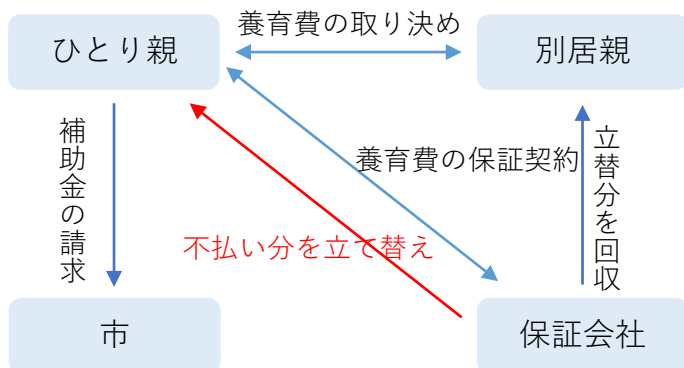 養育費の取り決め
ひとり親
別居親
補助金の請求
養育費の保証契約
立替分を回収
不払い分を立て替え
市
保証会社